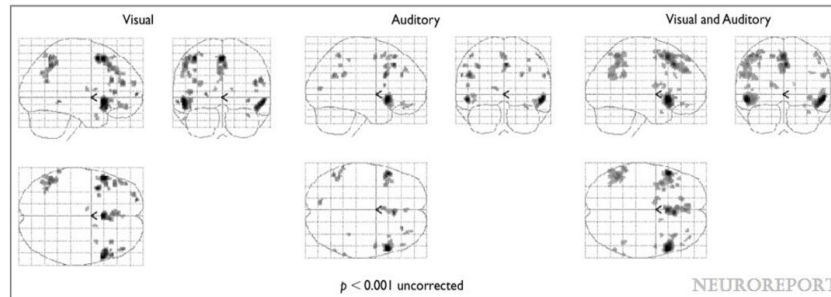 Visual
Auditory
Visual and Auditory
p < 0.001 uncorrected
NEUROREPORT